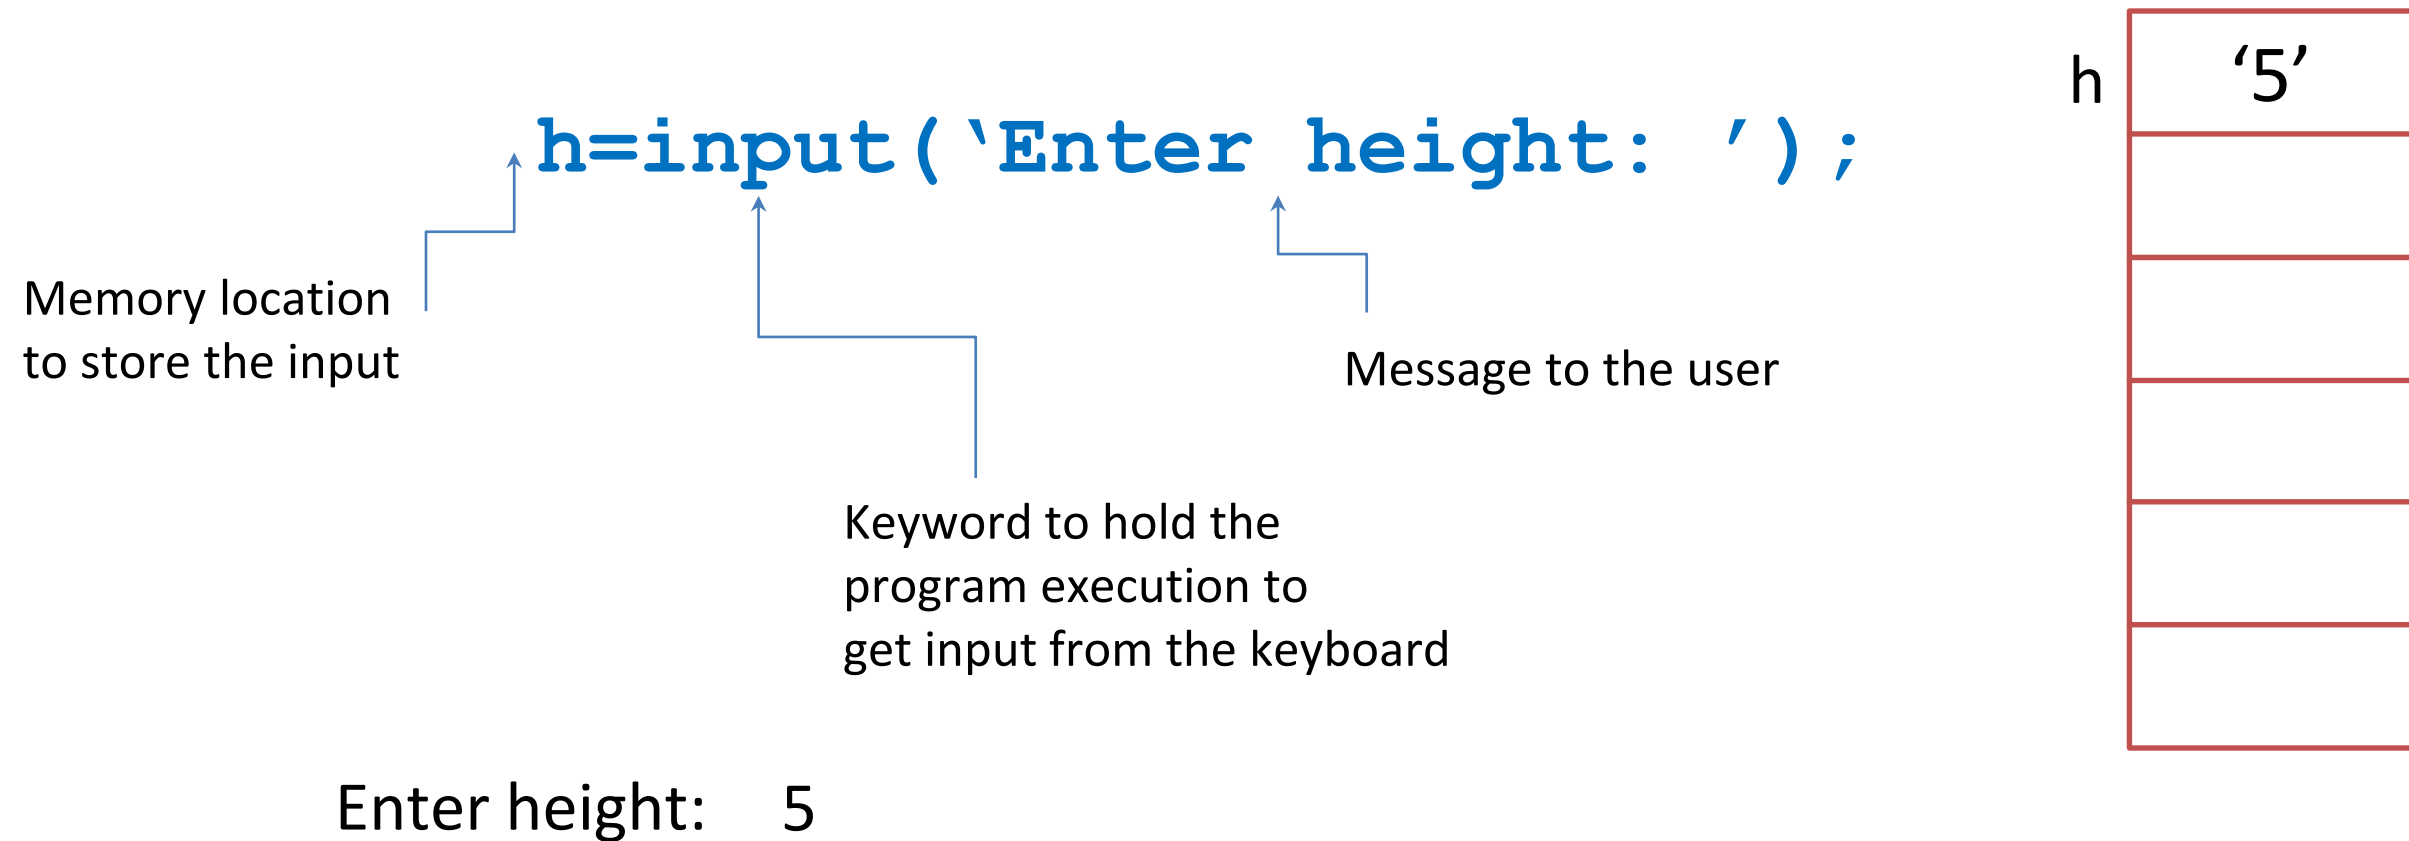 h ‘5’
h=input(‘Enter height: ’);
Memory location
to store the input
Message to the user
Keyword to hold the
program execution to
get input from the keyboard
Enter height: 5